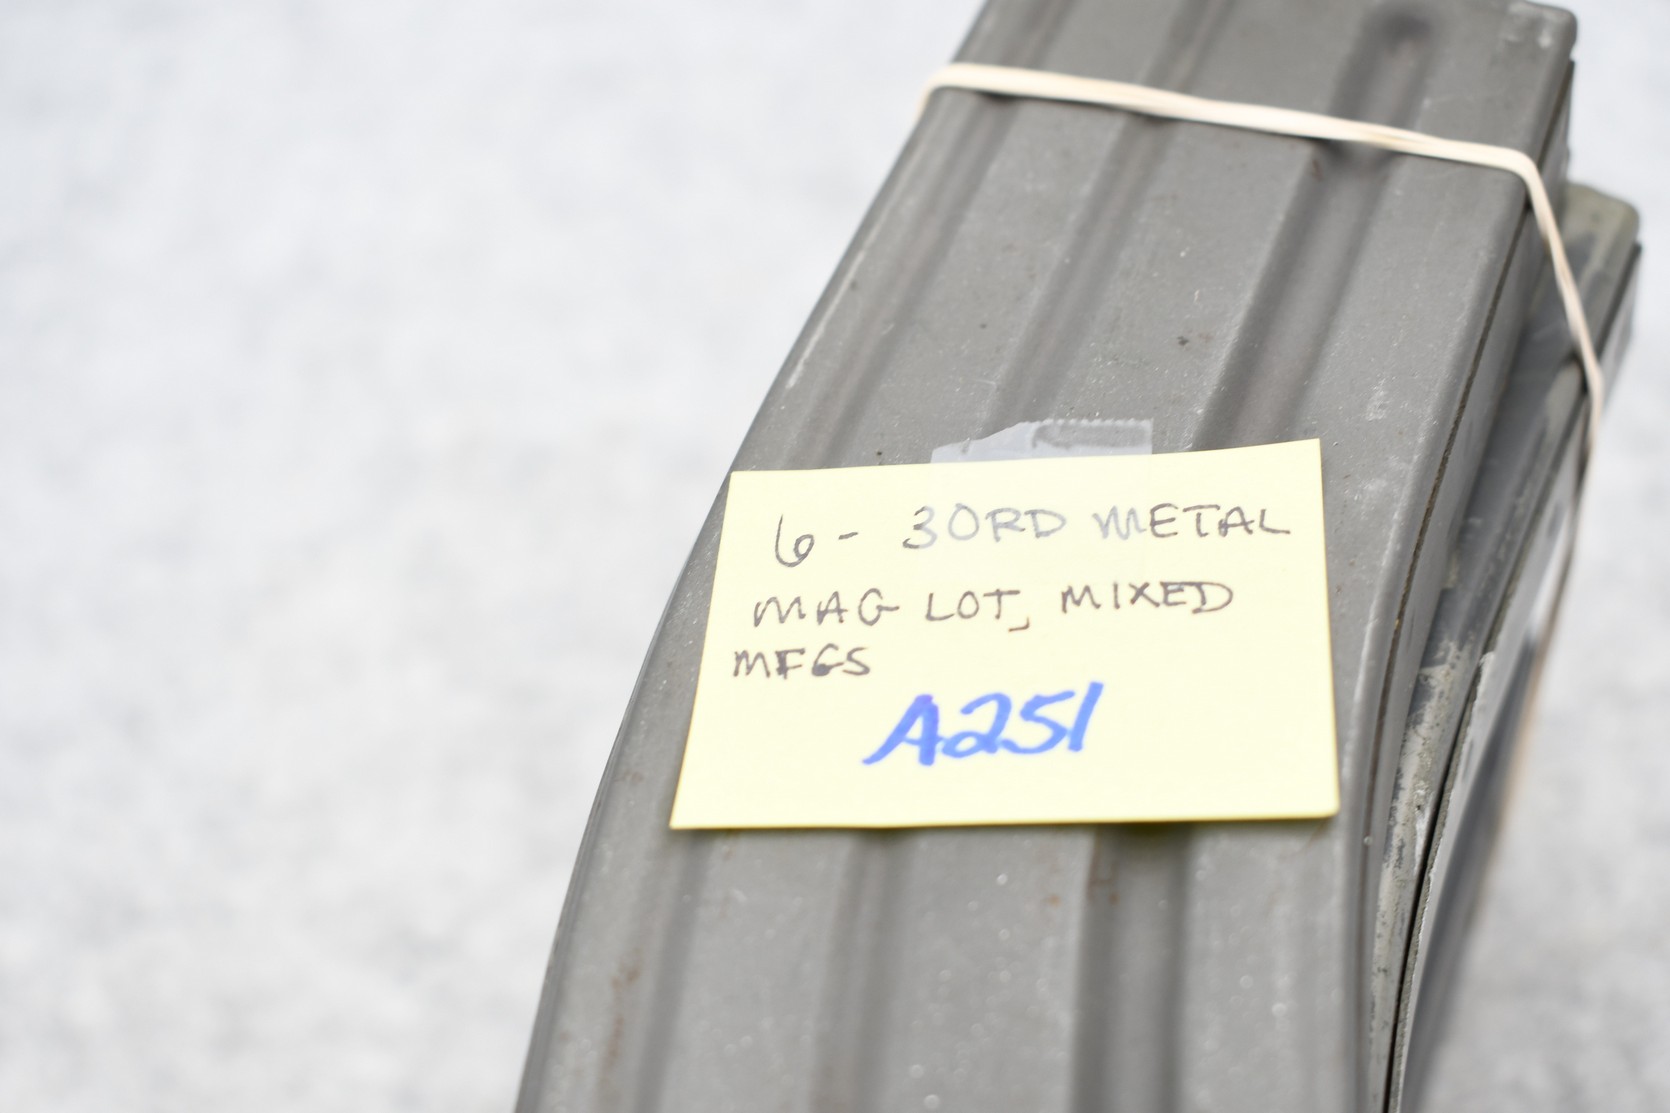 6- 30RD METAL
MAG LOT, MIXED
MFGS
A251